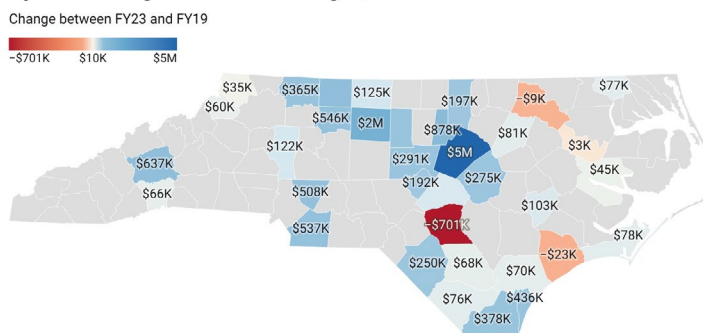 Change between FY23 and FY19
−$701K $10K $5M
$35K
$365K
$125K
$77K
$60K
$197K
−$9K
$546K
$2M
$878K
$81K
$122K
$5M
$3K
$637K
$291K
$45K
$66K
$192K
$275K
$508K
$103K
$537K
−$701K
$78K
$250K
$68K
−$23K
$70K
$76K
$436K
$378K